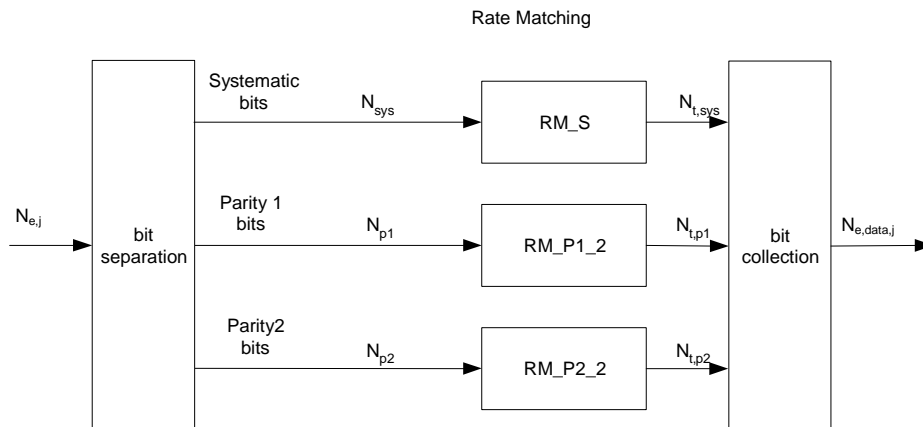 Rate Matching
Systematic
bits
N_sys
RM_S
N_t,sys
N_e,j
bit
separation
Parity 1
bits
N_p1
RM_P1_2
N_t,p1
bit
collection
N_e,data,j
Parity2
bits
N_p2
RM_P2_2
N_t,p2